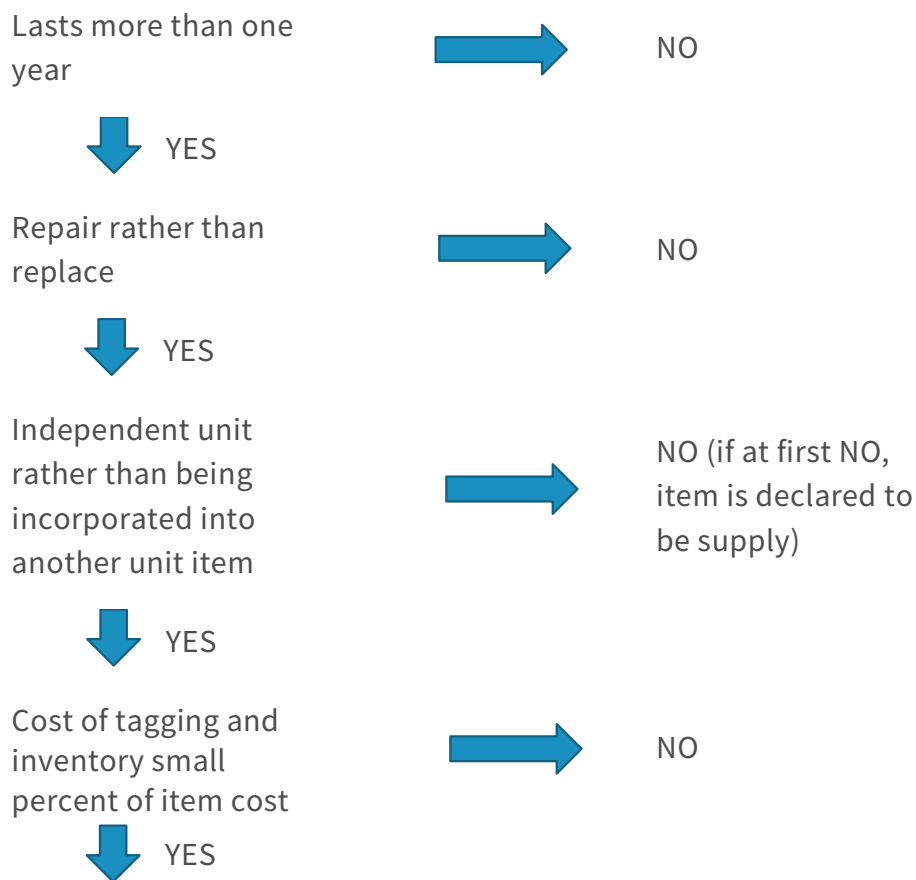 Lasts more than one
year
NO
YES
Repair rather than
replace
NO
YES
Independent unit
rather than being
incorporated into
another unit item
NO (if at first NO,
item is declared to
be supply)
YES
Cost of tagging and
inventory small
percent of item cost
NO
YES